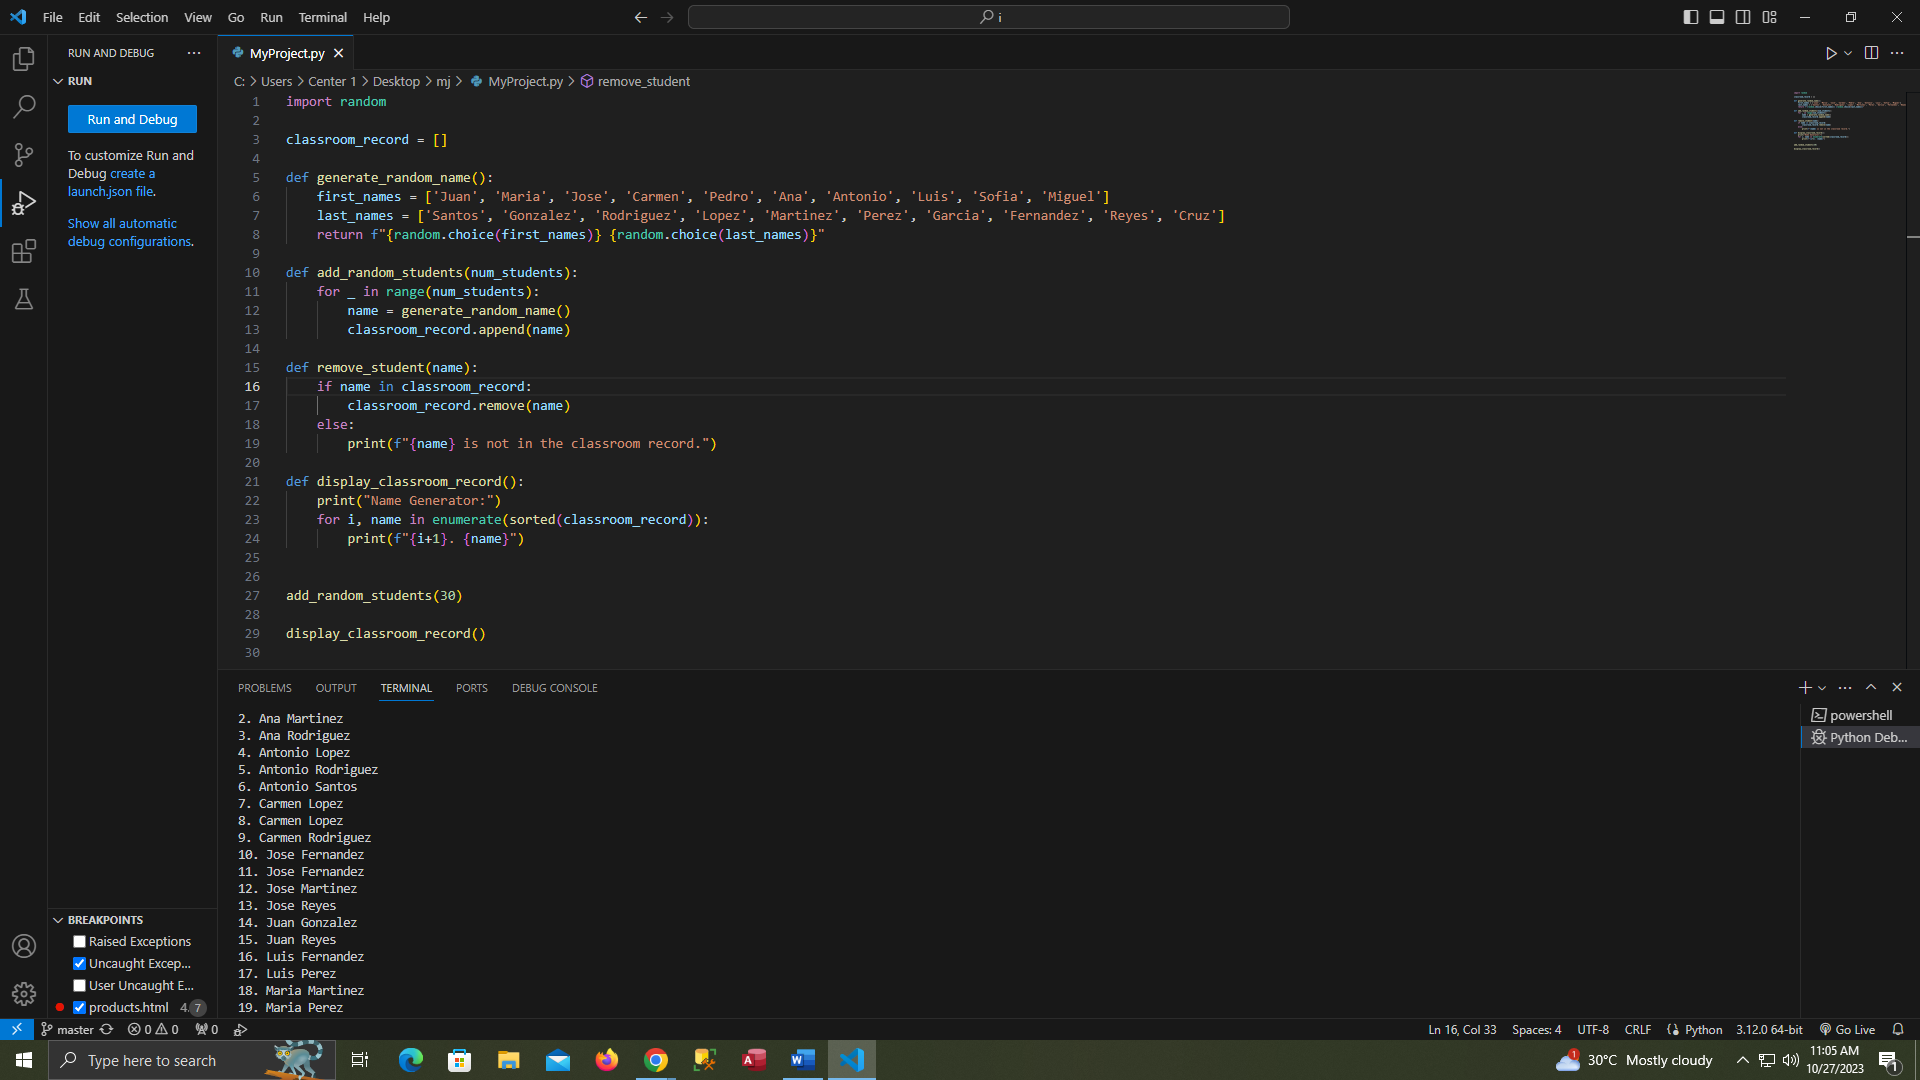 File Edit Selection View Go Run Terminal Help
i
RUN AND DEBUG
RUN
Run and Debug
To customize Run and
Debug create a
launch.json file.
Show all automatic
debug configurations.
MyProject.py
C: > Users > Center 1 > Desktop > mj > MyProject.py > remove_student
1 import random
2
3 classroom_record = []
4
5 def generate_random_name():
6 first_names = ['Juan', 'Maria', 'Jose', 'Carmen', 'Pedro', 'Ana', 'Antonio', 'Luis', 'Sofia', 'Miguel']
7 last_names = ['Santos', 'Gonzalez', 'Rodriguez', 'Lopez', 'Martinez', 'Perez', 'Garcia', 'Fernandez', 'Reyes', 'Cruz']
8 return f"{random.choice(first_names)} {random.choice(last_names)}"
9
10 def add_random_students(num_students):
11 for _ in range(num_students):
12 name = generate_random_name()
13 classroom_record.append(name)
14
15 def remove_student(name):
16 if name in classroom_record:
17 classroom_record.remove(name)
18 else:
19 print(f"{name} is not in the classroom record.")
20
21 def display_classroom_record():
22 print("Name Generator:")
23 for i, name in enumerate(sorted(classroom_record)):
24 print(f"{i+1}. {name}")
25
26
27 add_random_students(30)
28
29 display_classroom_record()
30
PROBLEMS OUTPUT TERMINAL PORTS DEBUG CONSOLE
2. Ana Martinez
3. Ana Rodriguez
4. Antonio Lopez
5. Antonio Rodriguez
6. Antonio Santos
7. Carmen Lopez
8. Carmen Lopez
9. Carmen Rodriguez
10. Jose Fernandez
11. Jose Fernandez
12. Jose Martinez
13. Jose Reyes
14. Juan Gonzalez
15. Juan Reyes
16. Luis Fernandez
17. Luis Perez
18. Maria Martinez
19. Maria Perez
powershell
Python Deb...
BREAKPOINTS
Raised Exceptions
Uncaught Excep...
User Uncaught E...
products.html 4. 7
master 0 0 0
Ln 16, Col 33 Spaces: 4 UTF-8 CRLF Python 3.12.0 64-bit Go Live
Type here to search
1 30°C Mostly cloudy
11:05 AM
10/27/2023
1